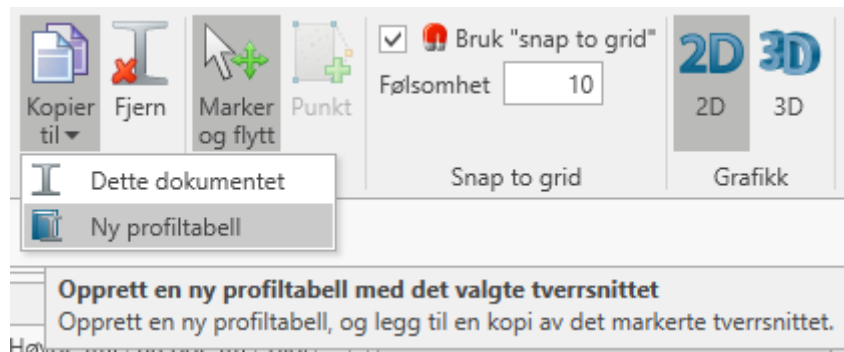 Kopier til
Fjern
Marker og flytt
Punkt
Bruk "snap to grid"
Følsomhet 10
2D 3D
2D 3D
Snap to grid
Grafikk
Dette dokumentet
Ny profiltabell
Opprett en ny profiltabell med det valgte tverrsnittet
Opprett en ny profiltabell, og legg til en kopi av det markerte tverrsnittet.